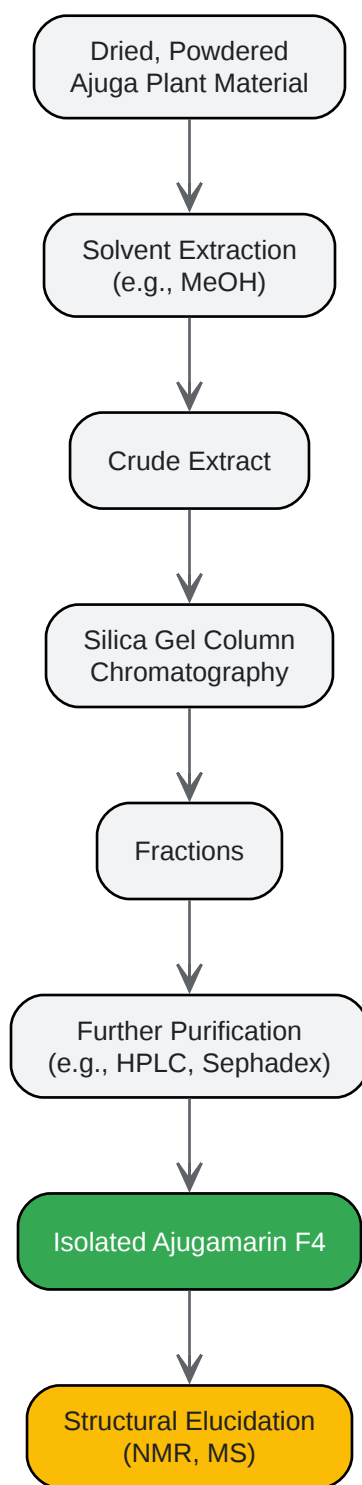 Dried, Powdered
Ajuga Plant Material
Solvent Extraction
(e.g., MeOH)
Crude Extract
Silica Gel Column
Chromatography
Fractions
Further Purification
(e.g., HPLC, Sephadex)
Isolated Ajugamarin F4
Structural Elucidation
(NMR, MS)